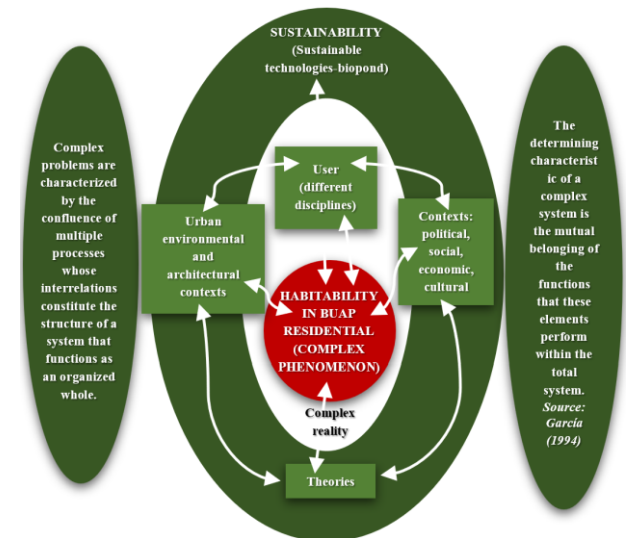 SUSTAINABILITY
(Sustainable
technologies-biopond)
Complex
problems are
characterized
by the
confluence of
multiple
processes
whose
interrelations
constitute the
structure of a
system that
functions as
an organized
whole.
User
(different
disciplines)
Urban
environmental
and
architectural
contexts
Contexts:
political,
social,
economic,
cultural
HABITABILITY
IN BUAP
RESIDENTIAL
(COMPLEX
PHENOMENON)
Complex
reality
Theories
The
determining
characterist
ic of a
complex
system is
the mutual
belonging of
the
functions
that these
elements
perform
within the
total
system.
Source:
García
(1994)